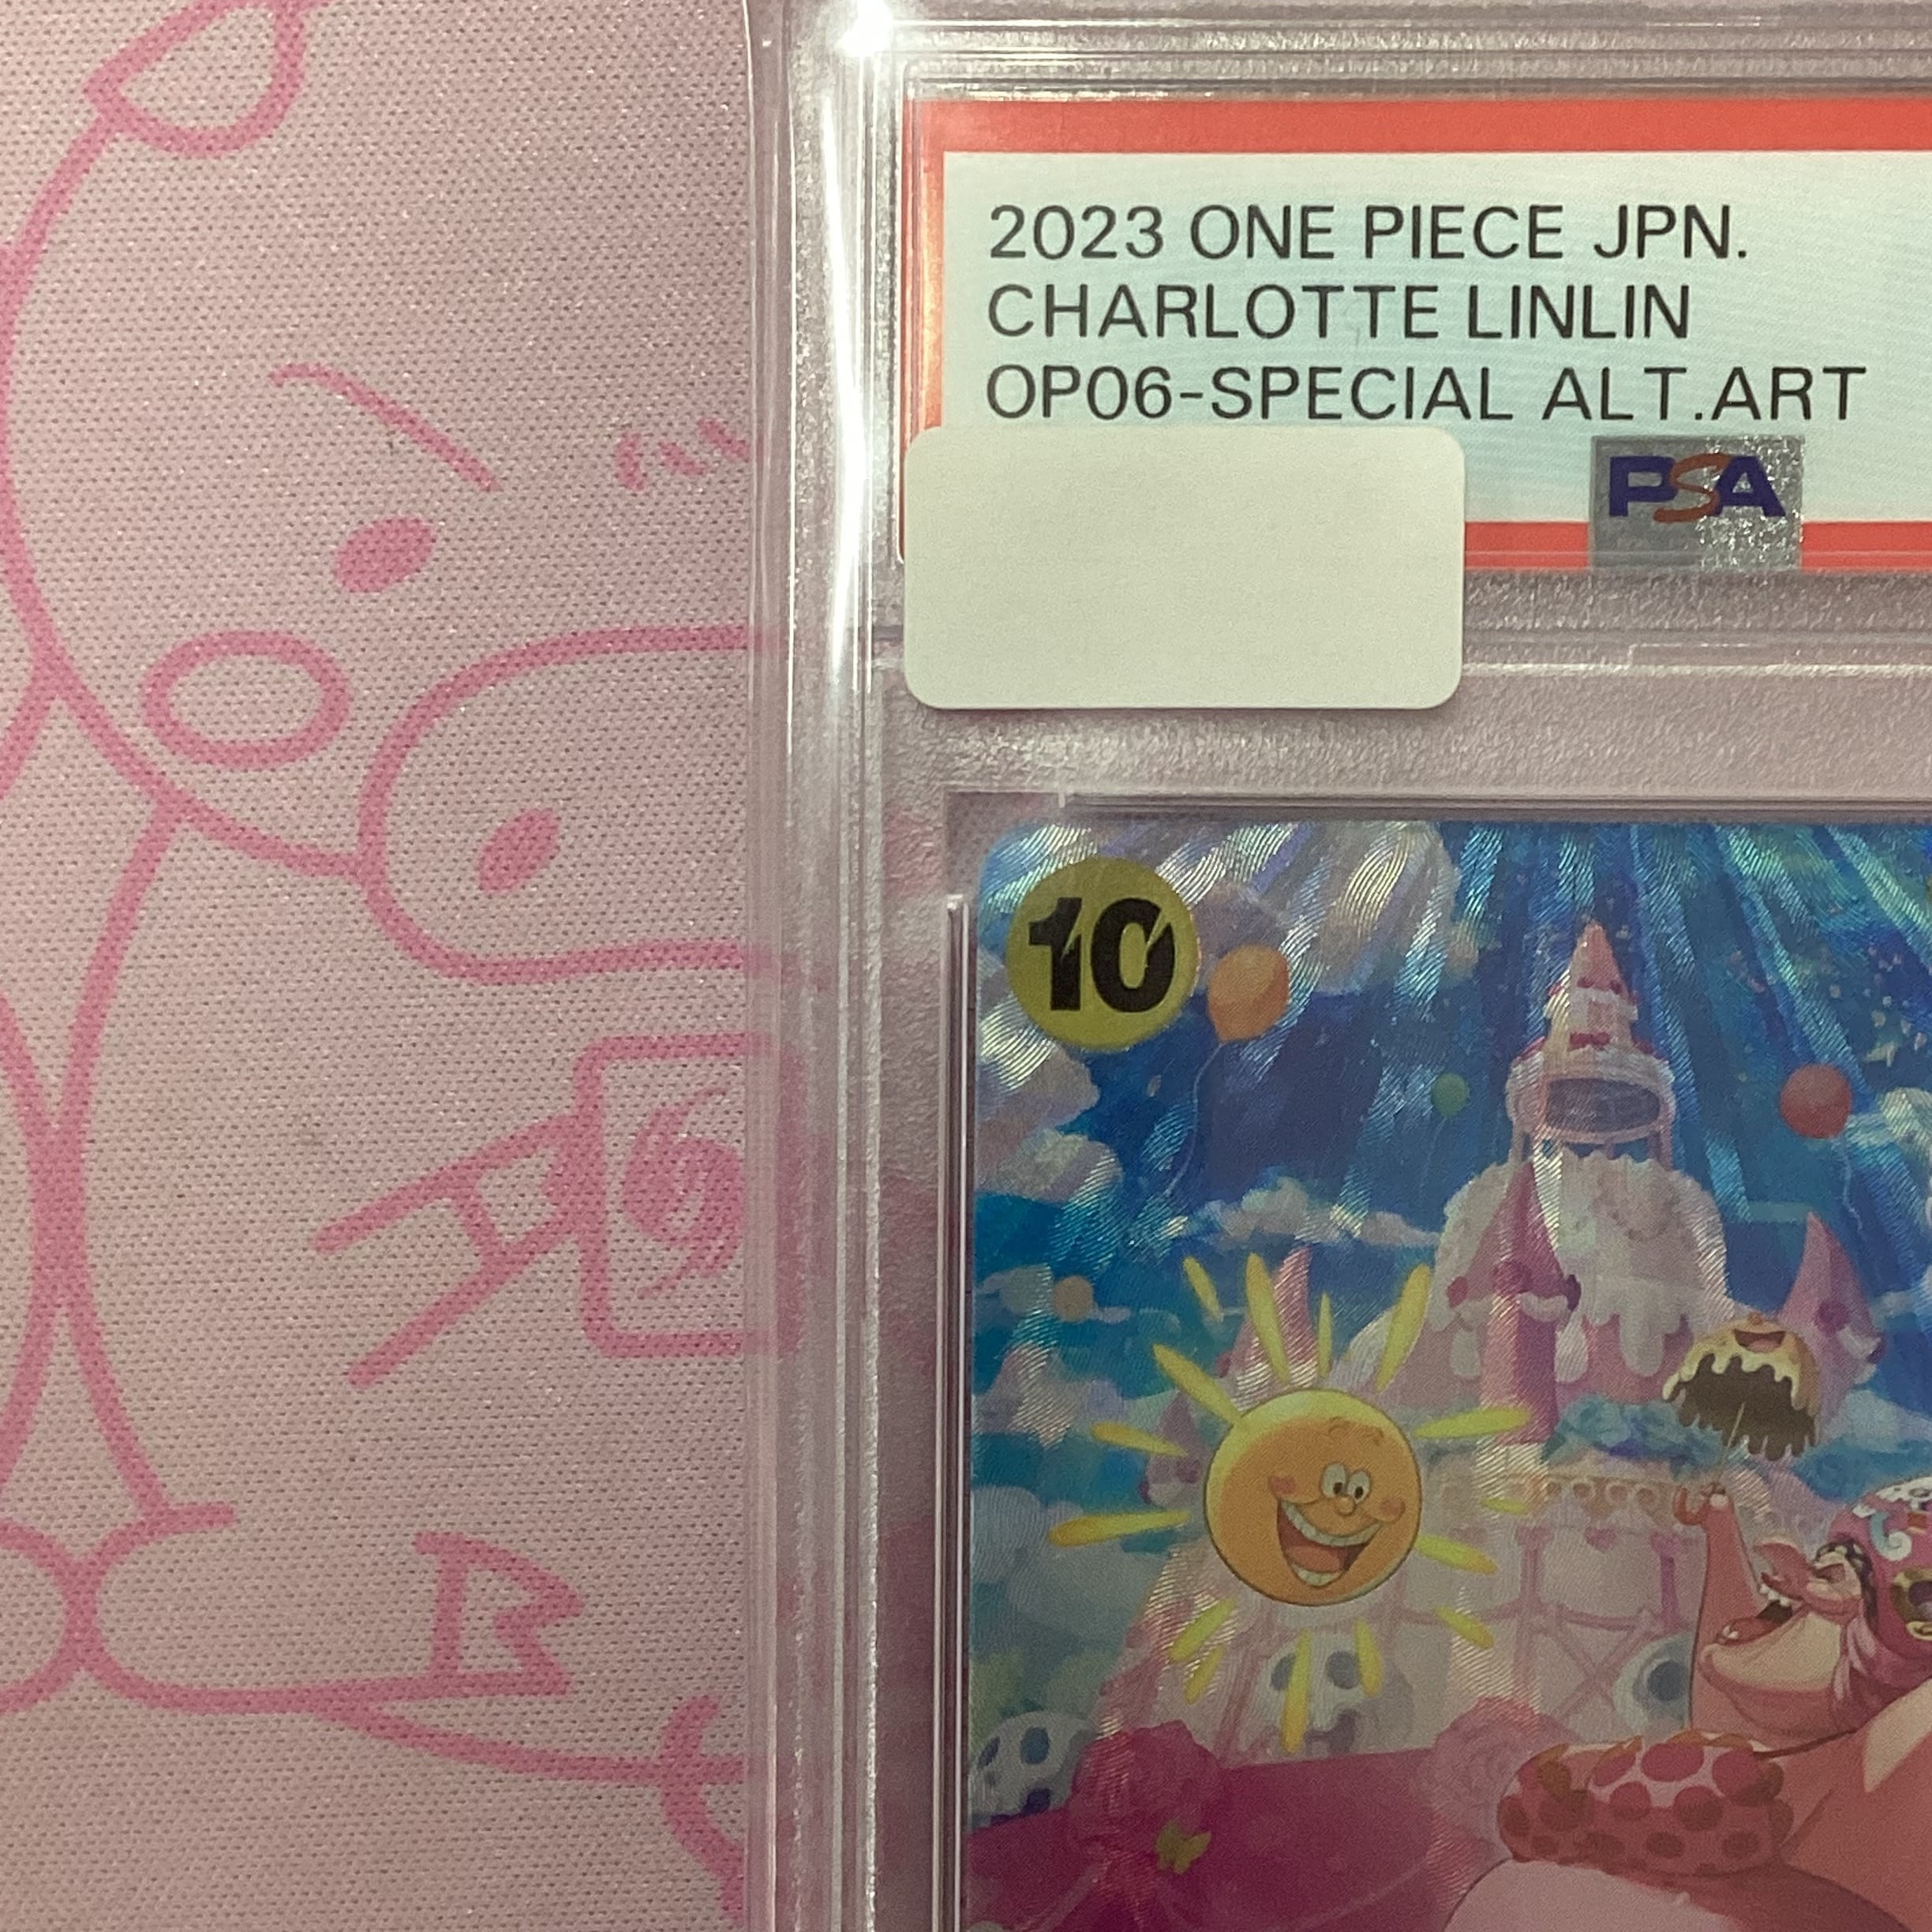 2023 ONE PIECE JPN.
CHARLOTTE LINLIN
OP06-SPECIAL ALT.ART
PSA
10